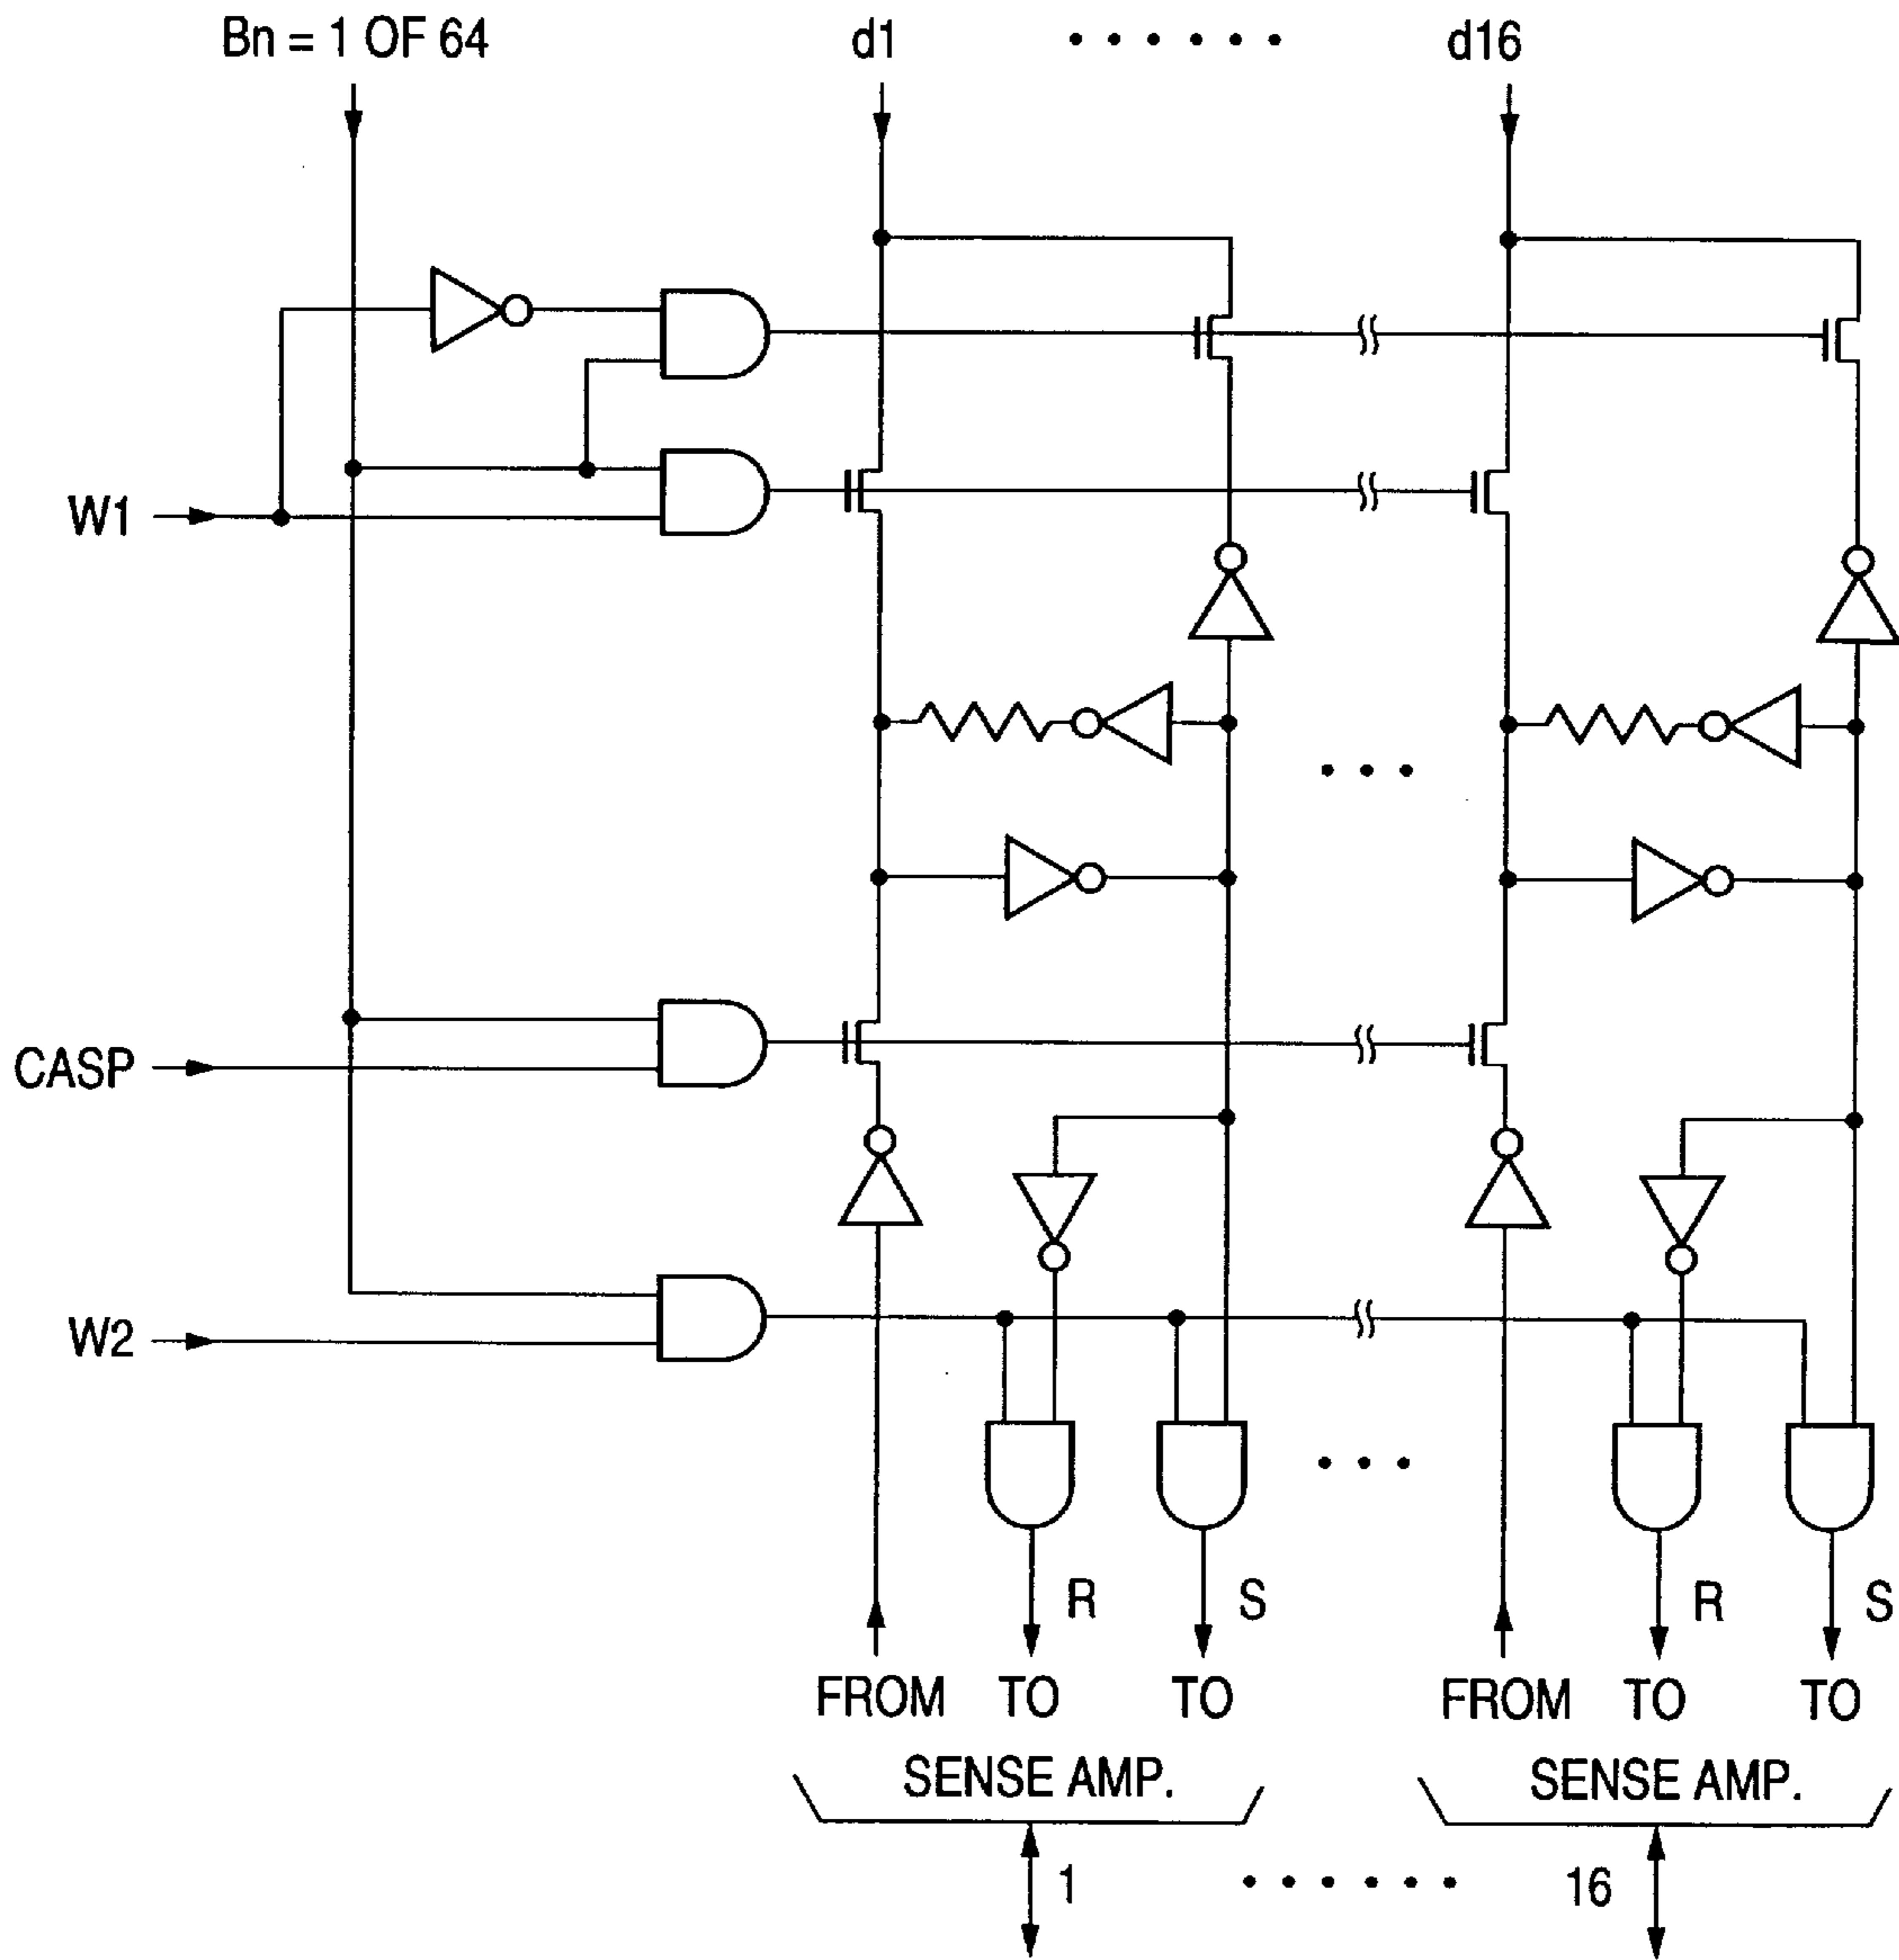 Bn = 1 OF 64
d1
d16
W1
CASP
W2
R
S
R
S
FROM TO TO
FROM TO TO
SENSE AMP.
SENSE AMP.
1
16